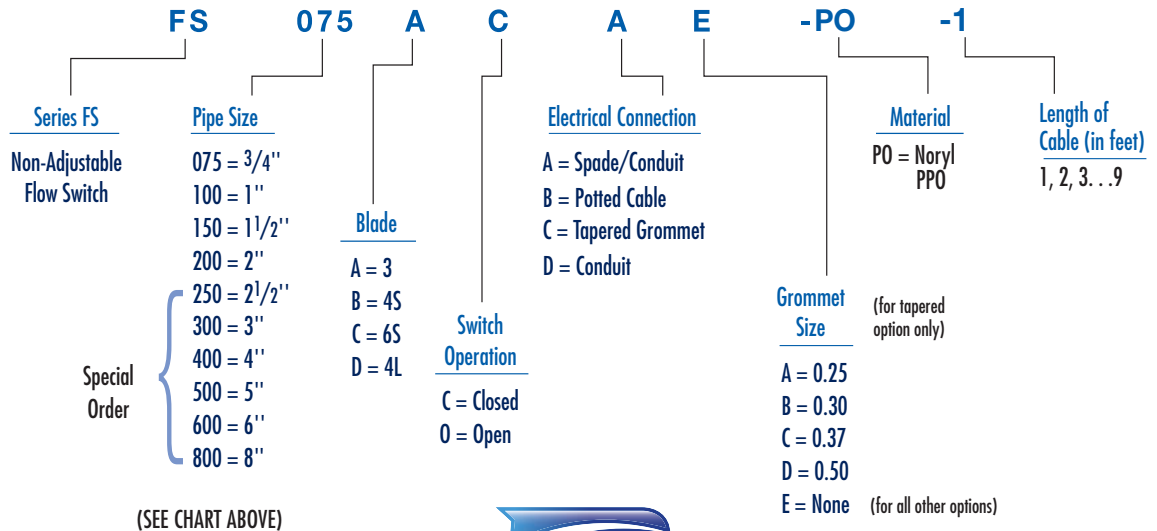 FS 075 A C A E -PO -1
Series FS
Non-Adjustable
Flow Switch
Pipe Size
075 = 3/4''
100 = 1''
150 = 1 1/2''
200 = 2''
250 = 2 1/2''
300 = 3''
400 = 4''
500 = 5''
600 = 6''
800 = 8''
Special
Order
(SEE CHART ABOVE)
Blade
A = 3
B = 4S
C = 6S
D = 4L
Switch
Operation
C = Closed
O = Open
Electrical Connection
A = Spade/Conduit
B = Potted Cable
C = Tapered Grommet
D = Conduit
Grommet
Size
(for tapered
option only)
A = 0.25
B = 0.30
C = 0.37
D = 0.50
E = None (for all other options)
Material
PO = Noryl
PPO
Length of
Cable (in feet)
1, 2, 3. . .9